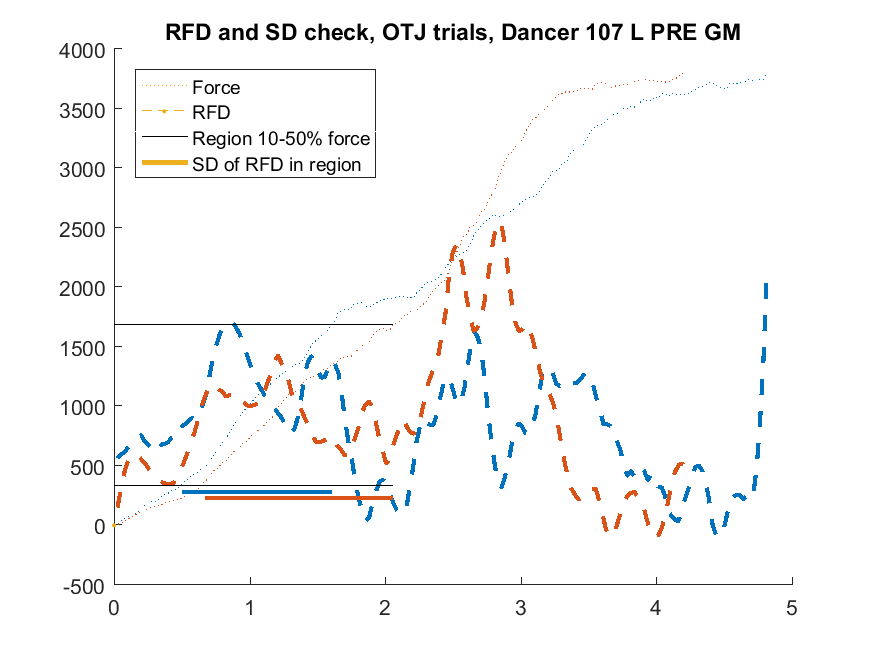 RFD and SD check, OTJ trials, Dancer 107 L PRE GM
4000
3500
3000
2500
2000
1500
1000
500
0
-500
Force
RFD
Region 10-50% force
SD of RFD in region
0 1 2 3 4 5